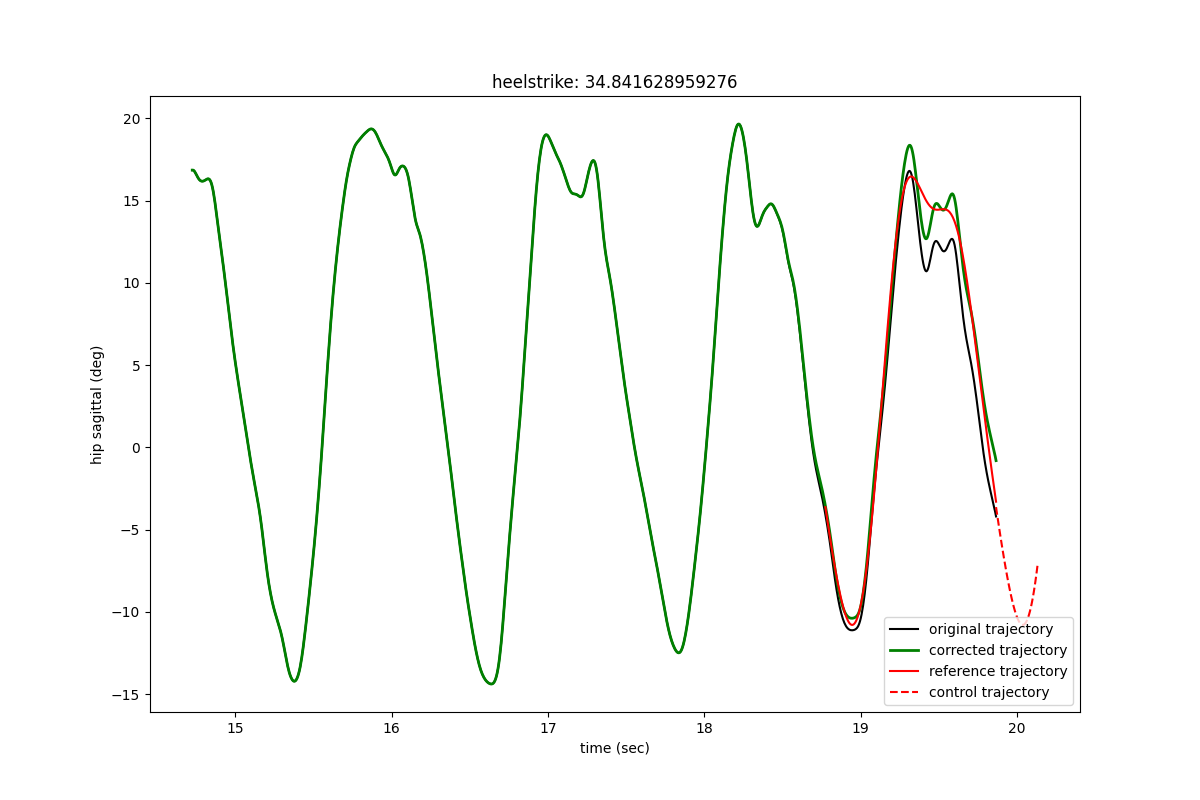 heelstrike: 34.841628959276
20
15
10
5
0
−5
−10
−15
hip sagittal (deg)
original trajectory
corrected trajectory
reference trajectory
control trajectory
15 16 17 18 19 20
time (sec)